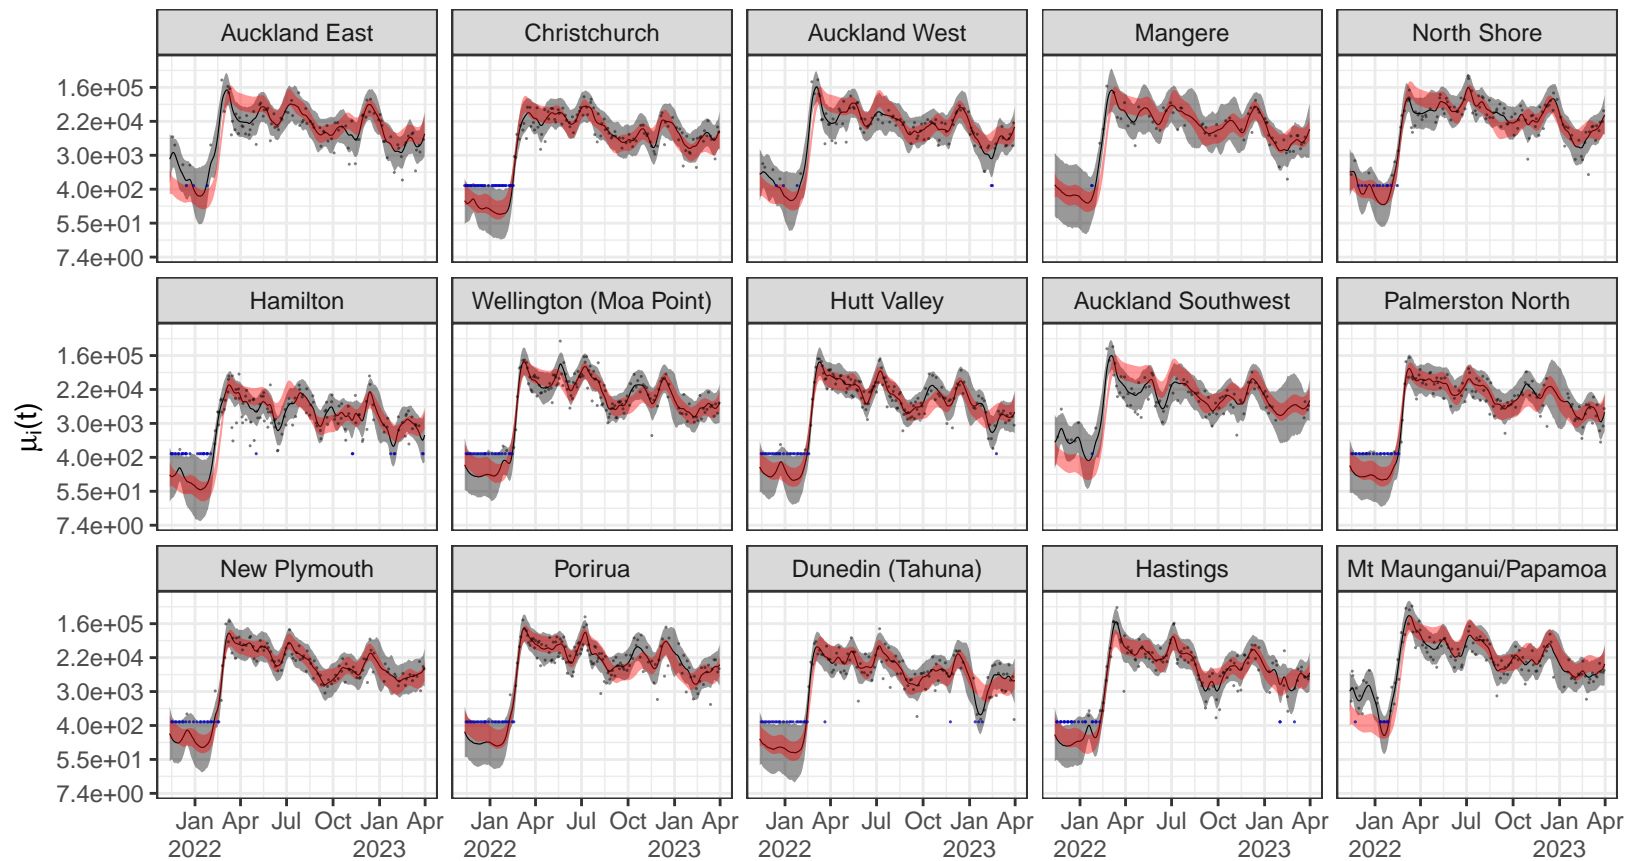 Auckland East Christchurch Auckland West Mangere North Shore
1.6e+05
2.2e+04
3.0e+03
4.0e+02
5.5e+01
7.4e+00
Hamilton Wellington (Moa Point) Hutt Valley Auckland Southwest Palmerston North
1.6e+05
2.2e+04
3.0e+03
4.0e+02
5.5e+01
7.4e+00
μi(t)
New Plymouth Porirua Dunedin (Tahuna) Hastings Mt Maunganui/Papamoa
1.6e+05
2.2e+04
3.0e+03
4.0e+02
5.5e+01
7.4e+00
Jan Apr Jul Oct Jan Apr Jan Apr Jul Oct Jan Apr Jan Apr Jul Oct Jan Apr Jan Apr Jul Oct Jan Apr Jan Apr Jul Oct Jan Apr
2022 2023 2022 2023 2022 2023 2022 2023 2022 2023